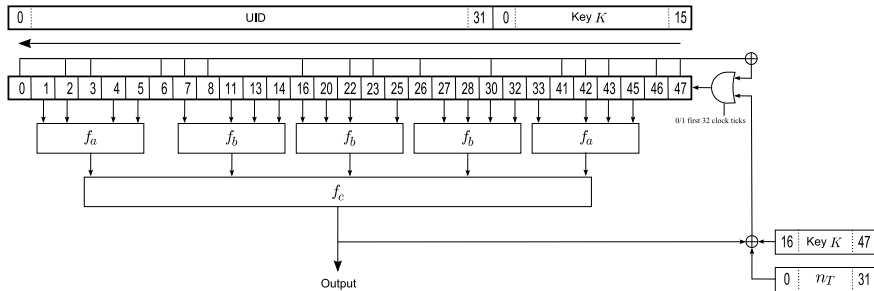 0 UID 31 0 Key K 15
0 1 2 3 4 5 6 7 8 11 13 14 16 20 22 23 25 26 27 28 30 32 33 41 42 43 45 46 47
0/1 first 32 clock ticks
f_a f_b f_b f_b f_a
f_c
16 Key K 47
0 n_T 31
Output